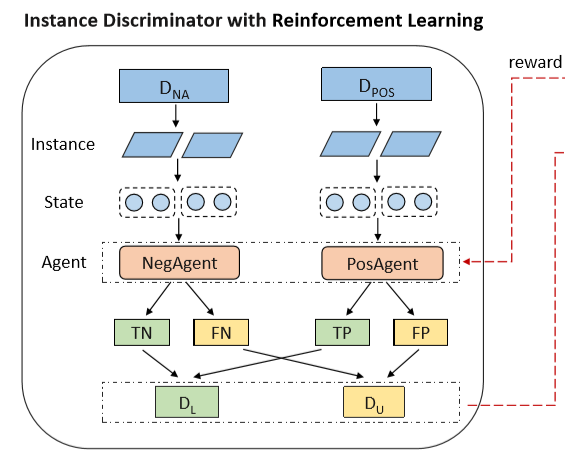 Instance Discriminator with Reinforcement Learning
reward
D_NA
D_POS
Instance
State
Agent
NegAgent
PosAgent
TN
FN
TP
FP
D_L
D_U